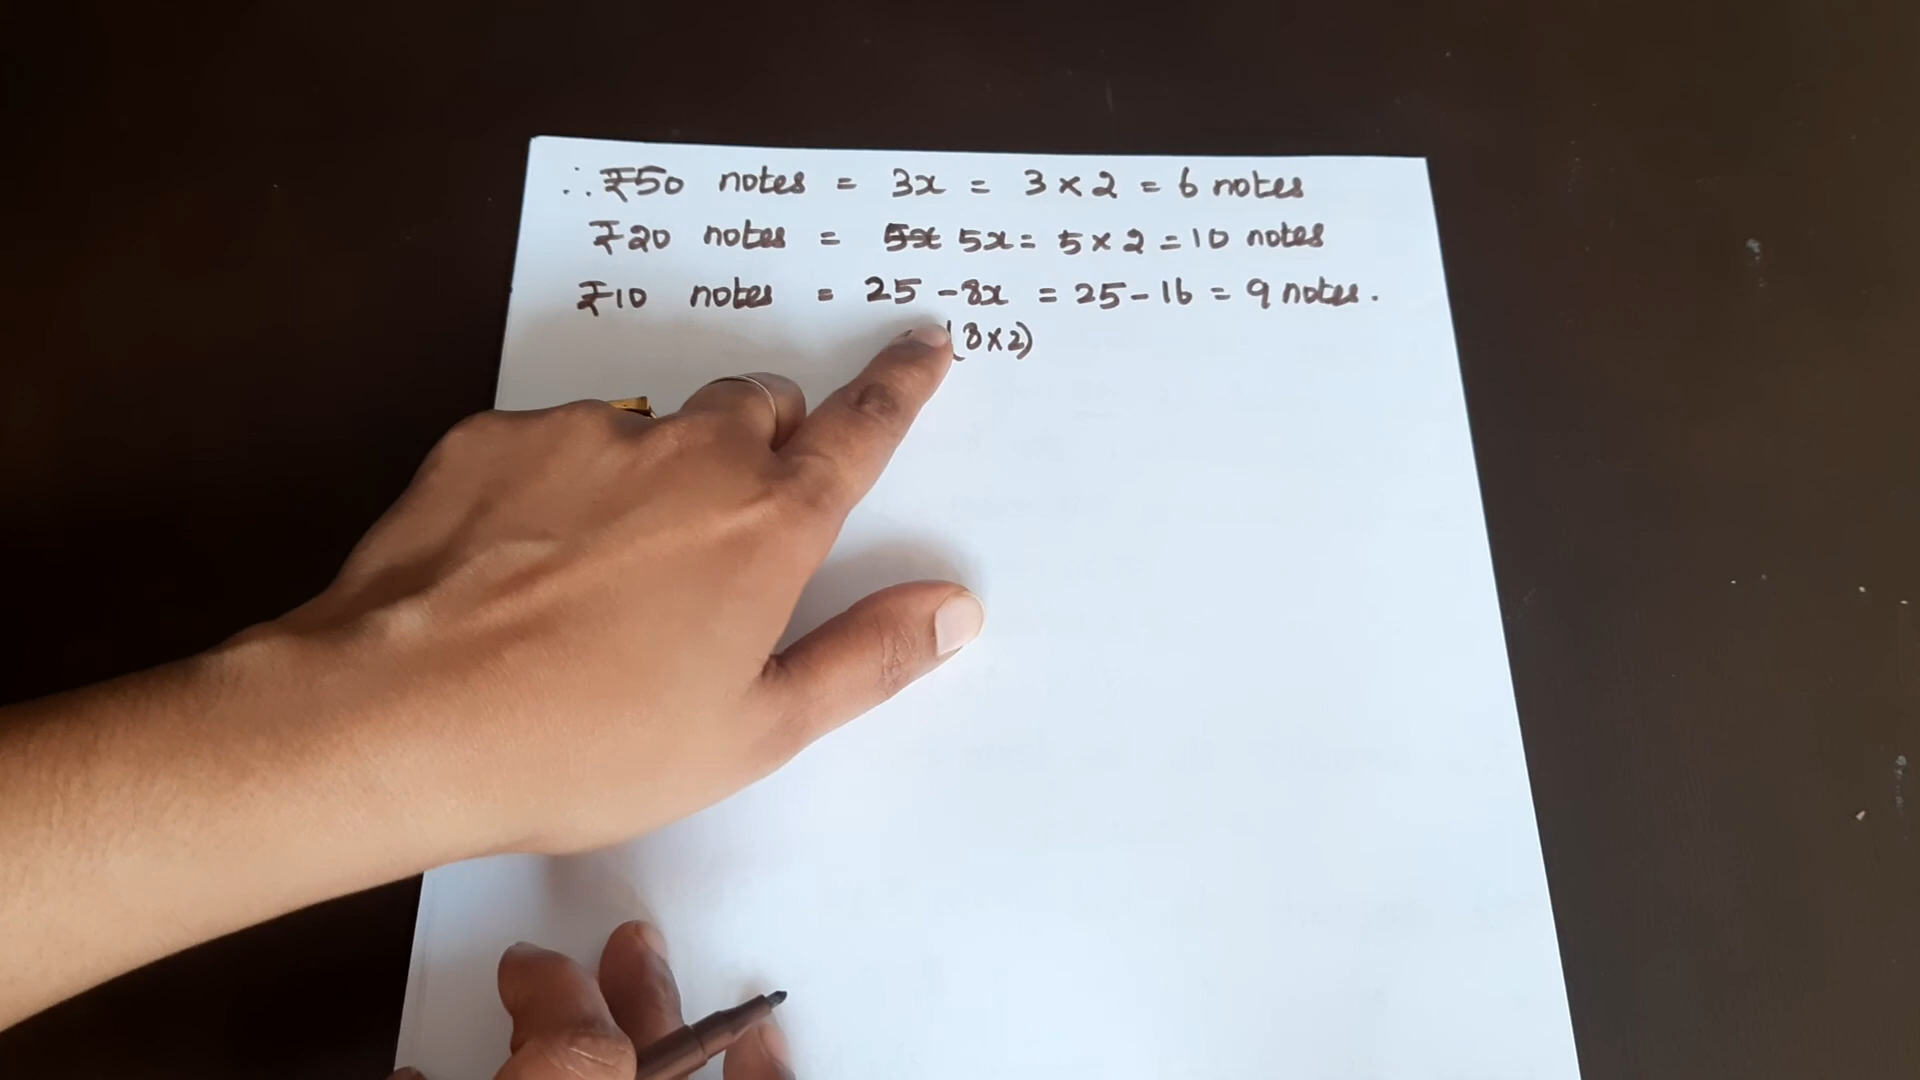 ∴ ₹50 notes = 3x = 3 × 2 = 6 notes
₹20 notes = 5x 5x = 5 × 2 = 10 notes
₹10 notes = 25 - 8x = 25 - 16 = 9 notes.
(8×2)